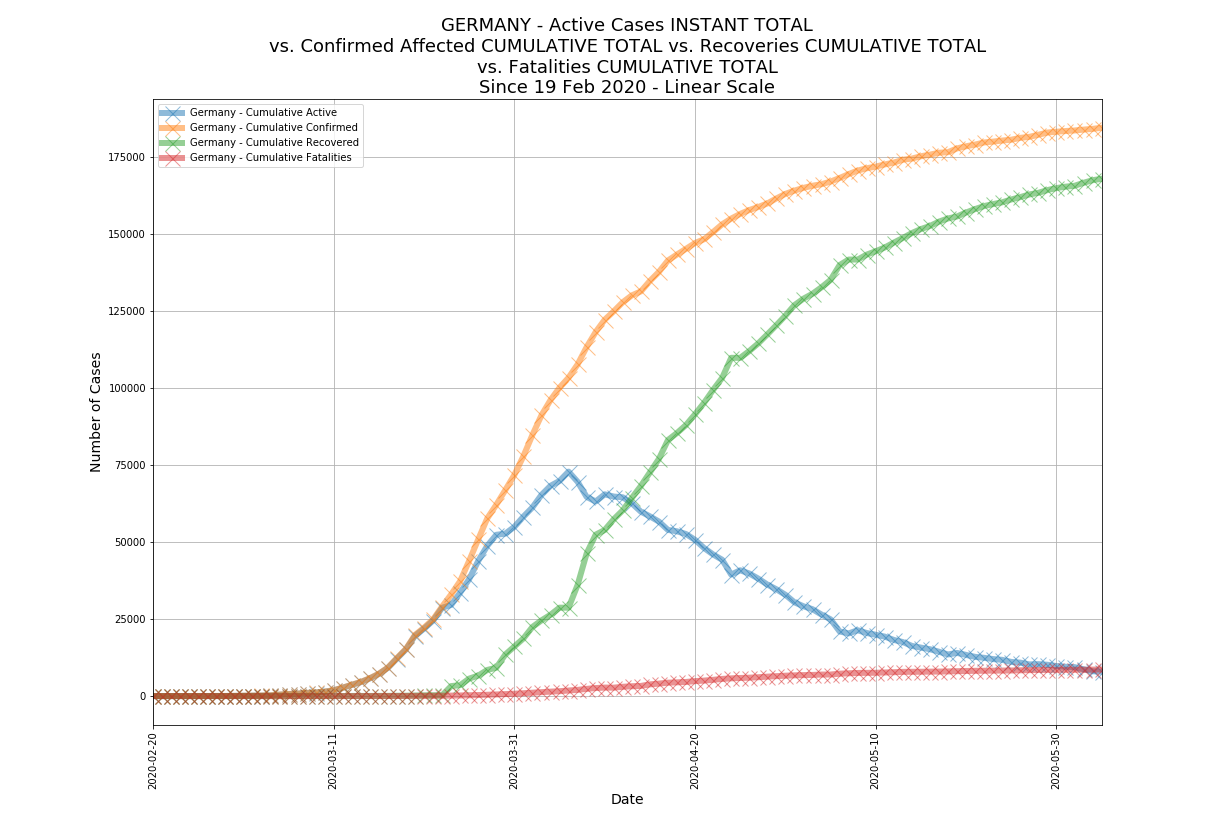 GERMANY - Active Cases INSTANT TOTAL
vs. Confirmed Affected CUMULATIVE TOTAL vs. Recoveries CUMULATIVE TOTAL
vs. Fatalities CUMULATIVE TOTAL
Since 19 Feb 2020 - Linear Scale
Germany - Cumulative Active
Germany - Cumulative Confirmed
Germany - Cumulative Recovered
Germany - Cumulative Fatalities
Number of Cases
175000
150000
125000
100000
75000
50000
25000
0
2020-02-20
2020-03-11
2020-03-31
2020-04-20
2020-05-10
2020-05-30
Date